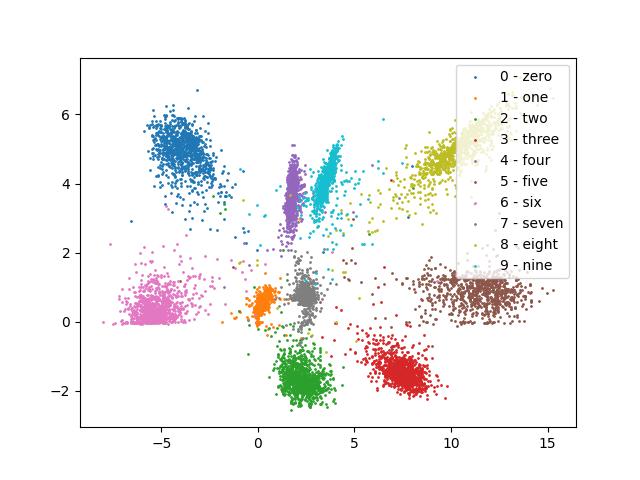 0 - zero
1 - one
2 - two
3 - three
4 - four
5 - five
6 - six
7 - seven
8 - eight
9 - nine
6
4
2
0
−2
−5
0
5
10
15